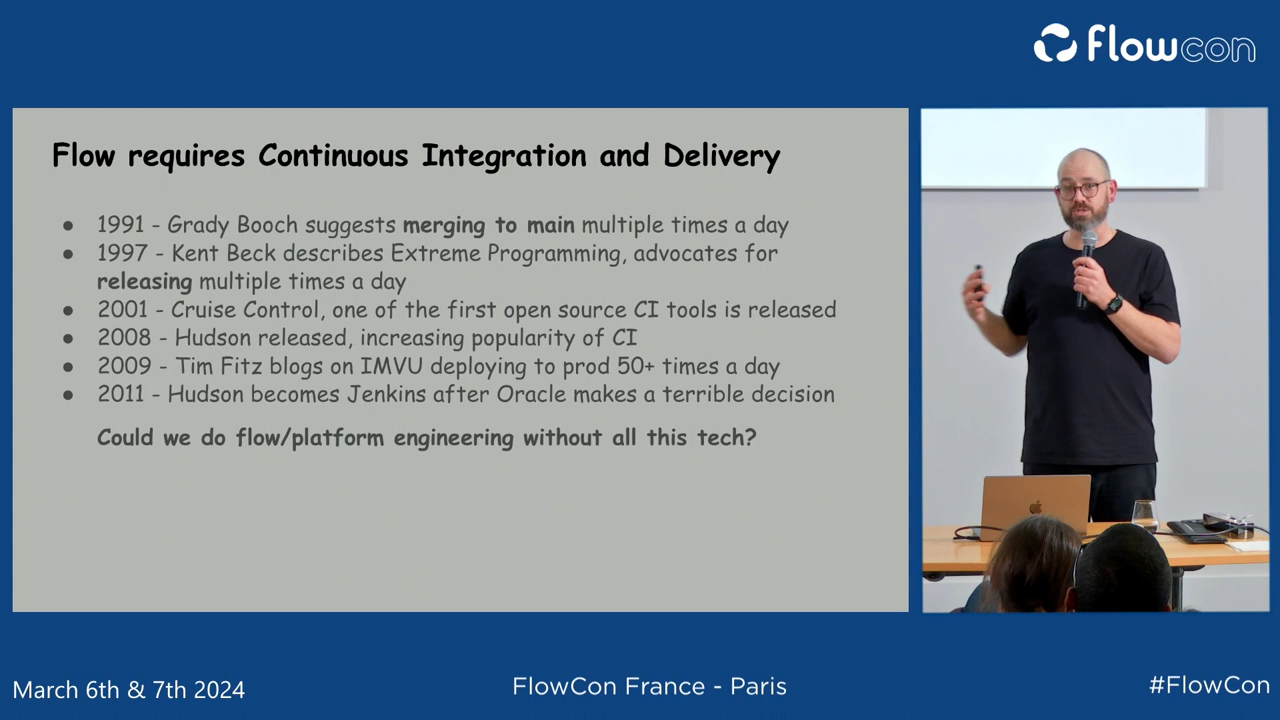 flowcon
Flow requires Continuous Integration and Delivery
● 1991 - Grady Booch suggests merging to main multiple times a day
● 1997 - Kent Beck describes Extreme Programming, advocates for
releasing multiple times a day
● 2001 - Cruise Control, one of the first open source CI tools is released
● 2008 - Hudson released, increasing popularity of CI
● 2009 - Tim Fitz blogs on IMVU deploying to prod 50+ times a day
● 2011 - Hudson becomes Jenkins after Oracle makes a terrible decision
Could we do flow/platform engineering without all this tech?
March 6th & 7th 2024
FlowCon France - Paris
#FlowCon